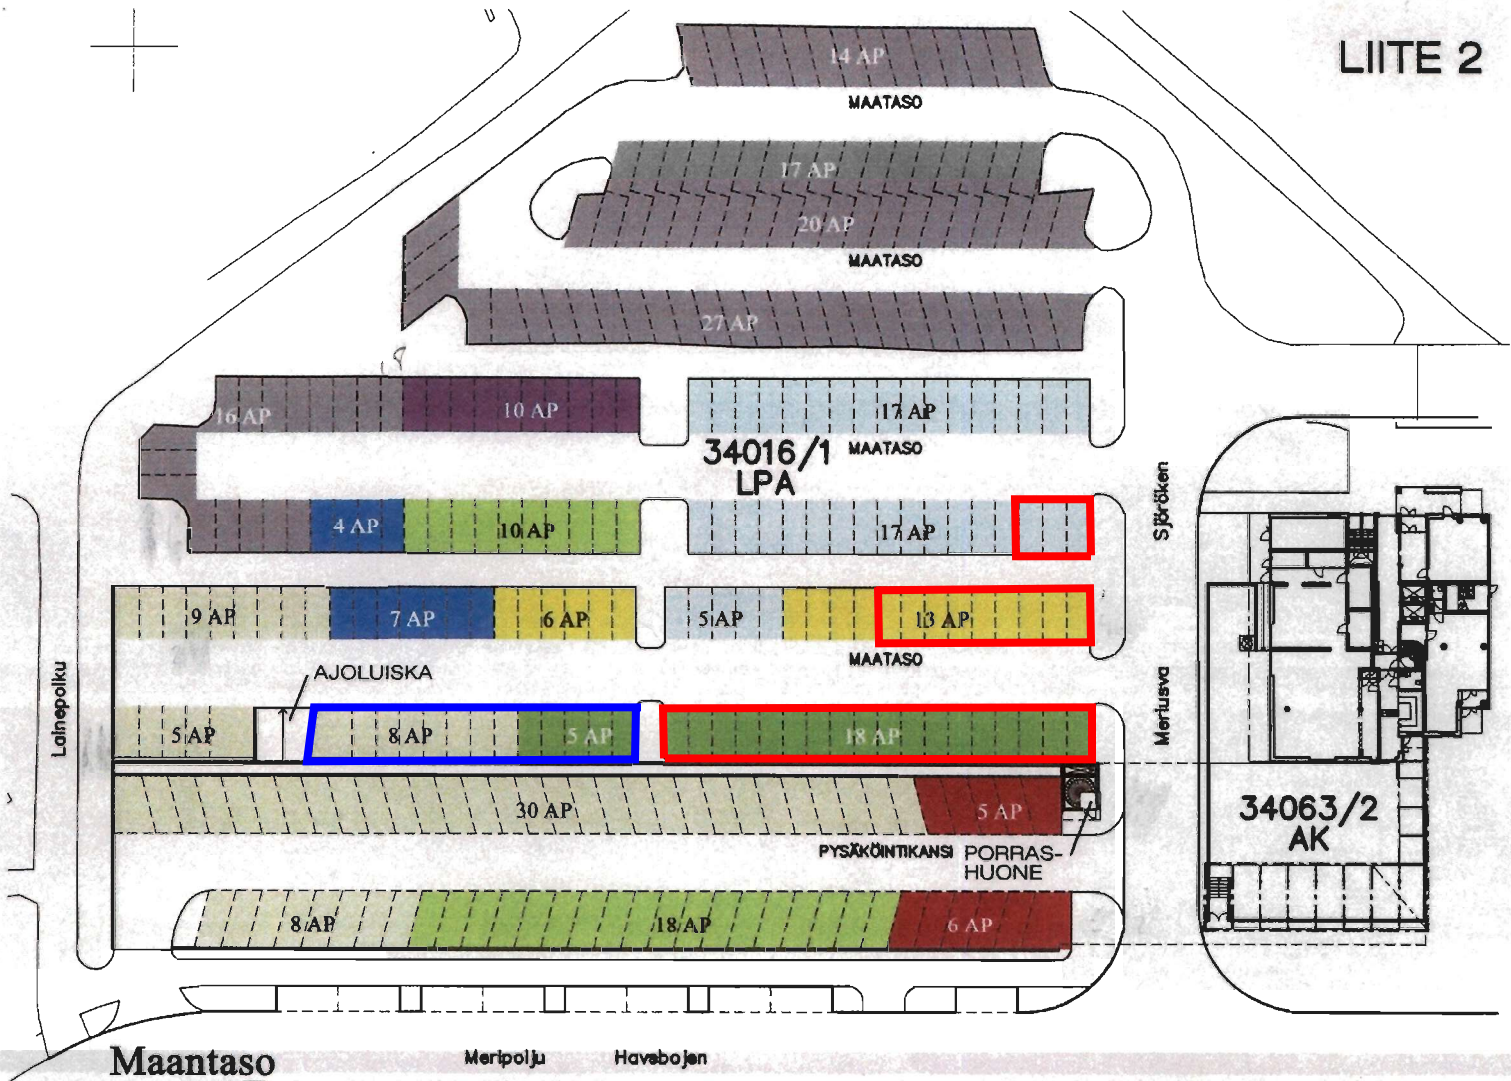 LIITE 2
14 AP
MAATASO
17 AP
20 AP
MAATASO
27 AP
16 AP
10 AP
17 AP
34016/1
LPA
MAATASO
4 AP
10 AP
17 AP
Sjöröken
9 AP
7 AP
6 AP
5 AP
13 AP
MAATASO
Lainepolku
AJOLUISKA
Meriusva
5 AP
8 AP
5 AP
18 AP
30 AP
5 AP
34063/2
AK
PYSÄKÖINTIKANSI
PORRAS-
HUONE
8 AP
18 AP
6 AP
Maantaso
Meripolju
Havsbojen